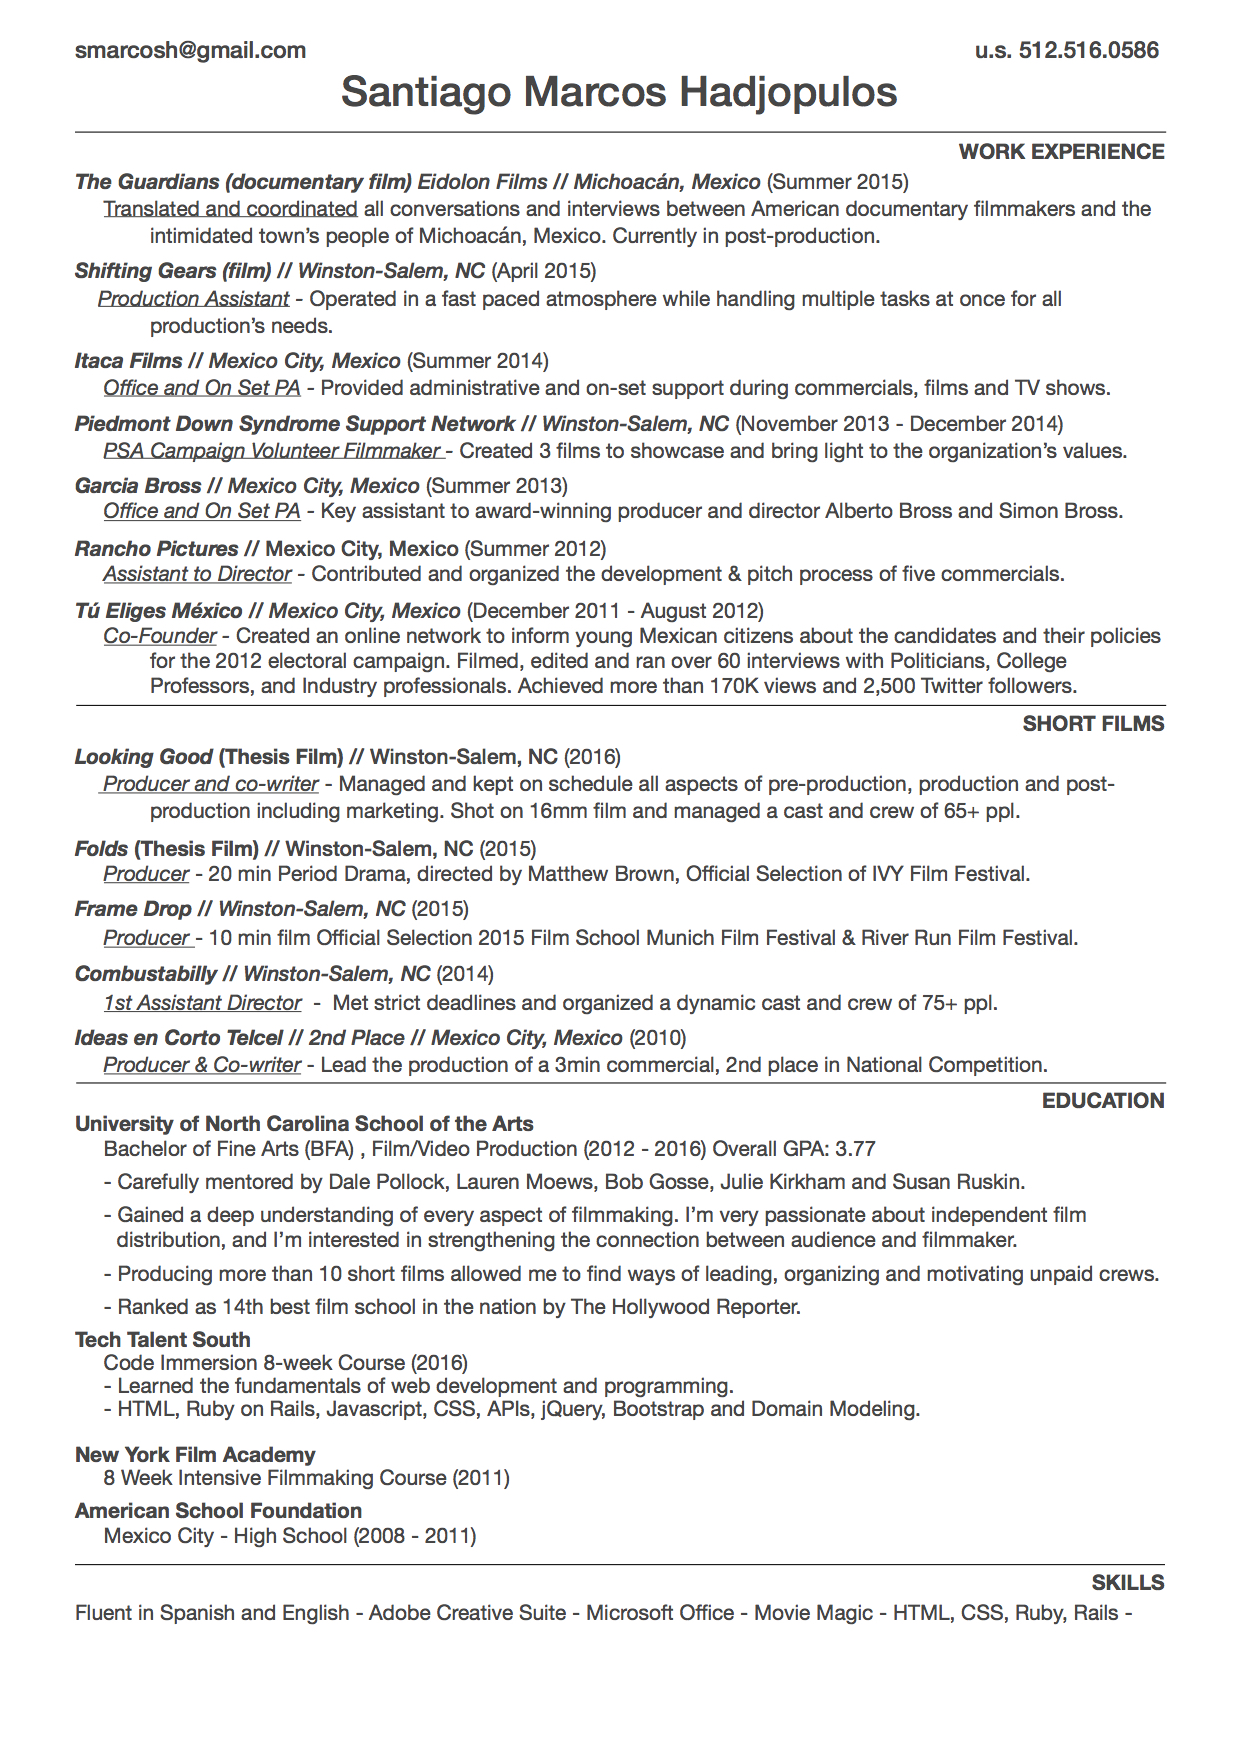 smarcosh@gmail.com u.s. 512.516.0586
Santiago Marcos Hadjopulos
WORK EXPERIENCE
The Guardians (documentary film) Eidolon Films // Michoacán, Mexico (Summer 2015)
Translated and coordinated all conversations and interviews between American documentary filmmakers and the
intimidated town’s people of Michoacán, Mexico. Currently in post-production.
Shifting Gears (film) // Winston-Salem, NC (April 2015)
Production Assistant - Operated in a fast paced atmosphere while handling multiple tasks at once for all
production’s needs.
Itaca Films // Mexico City, Mexico (Summer 2014)
Office and On Set PA - Provided administrative and on-set support during commercials, films and TV shows.
Piedmont Down Syndrome Support Network // Winston-Salem, NC (November 2013 - December 2014)
PSA Campaign Volunteer Filmmaker - Created 3 films to showcase and bring light to the organization’s values.
Garcia Bross // Mexico City, Mexico (Summer 2013)
Office and On Set PA - Key assistant to award-winning producer and director Alberto Bross and Simon Bross.
Rancho Pictures // Mexico City, Mexico (Summer 2012)
Assistant to Director - Contributed and organized the development & pitch process of five commercials.
Tú Eliges México // Mexico City, Mexico (December 2011 - August 2012)
Co-Founder - Created an online network to inform young Mexican citizens about the candidates and their policies
for the 2012 electoral campaign. Filmed, edited and ran over 60 interviews with Politicians, College
Professors, and Industry professionals. Achieved more than 170K views and 2,500 Twitter followers.
SHORT FILMS
Looking Good (Thesis Film) // Winston-Salem, NC (2016)
Producer and co-writer - Managed and kept on schedule all aspects of pre-production, production and post-
production including marketing. Shot on 16mm film and managed a cast and crew of 65+ ppl.
Folds (Thesis Film) // Winston-Salem, NC (2015)
Producer - 20 min Period Drama, directed by Matthew Brown, Official Selection of IVY Film Festival.
Frame Drop // Winston-Salem, NC (2015)
Producer - 10 min film Official Selection 2015 Film School Munich Film Festival & River Run Film Festival.
Combustabilly // Winston-Salem, NC (2014)
1st Assistant Director - Met strict deadlines and organized a dynamic cast and crew of 75+ ppl.
Ideas en Corto Telcel // 2nd Place // Mexico City, Mexico (2010)
Producer & Co-writer - Lead the production of a 3min commercial, 2nd place in National Competition.
EDUCATION
University of North Carolina School of the Arts
Bachelor of Fine Arts (BFA) , Film/Video Production (2012 - 2016) Overall GPA: 3.77
- Carefully mentored by Dale Pollock, Lauren Moews, Bob Gosse, Julie Kirkham and Susan Ruskin.
- Gained a deep understanding of every aspect of filmmaking. I’m very passionate about independent film
distribution, and I’m interested in strengthening the connection between audience and filmmaker.
- Producing more than 10 short films allowed me to find ways of leading, organizing and motivating unpaid crews.
- Ranked as 14th best film school in the nation by The Hollywood Reporter.
Tech Talent South
Code Immersion 8-week Course (2016)
- Learned the fundamentals of web development and programming.
- HTML, Ruby on Rails, Javascript, CSS, APIs, jQuery, Bootstrap and Domain Modeling.
New York Film Academy
8 Week Intensive Filmmaking Course (2011)
American School Foundation
Mexico City - High School (2008 - 2011)
SKILLS
Fluent in Spanish and English - Adobe Creative Suite - Microsoft Office - Movie Magic - HTML, CSS, Ruby, Rails -